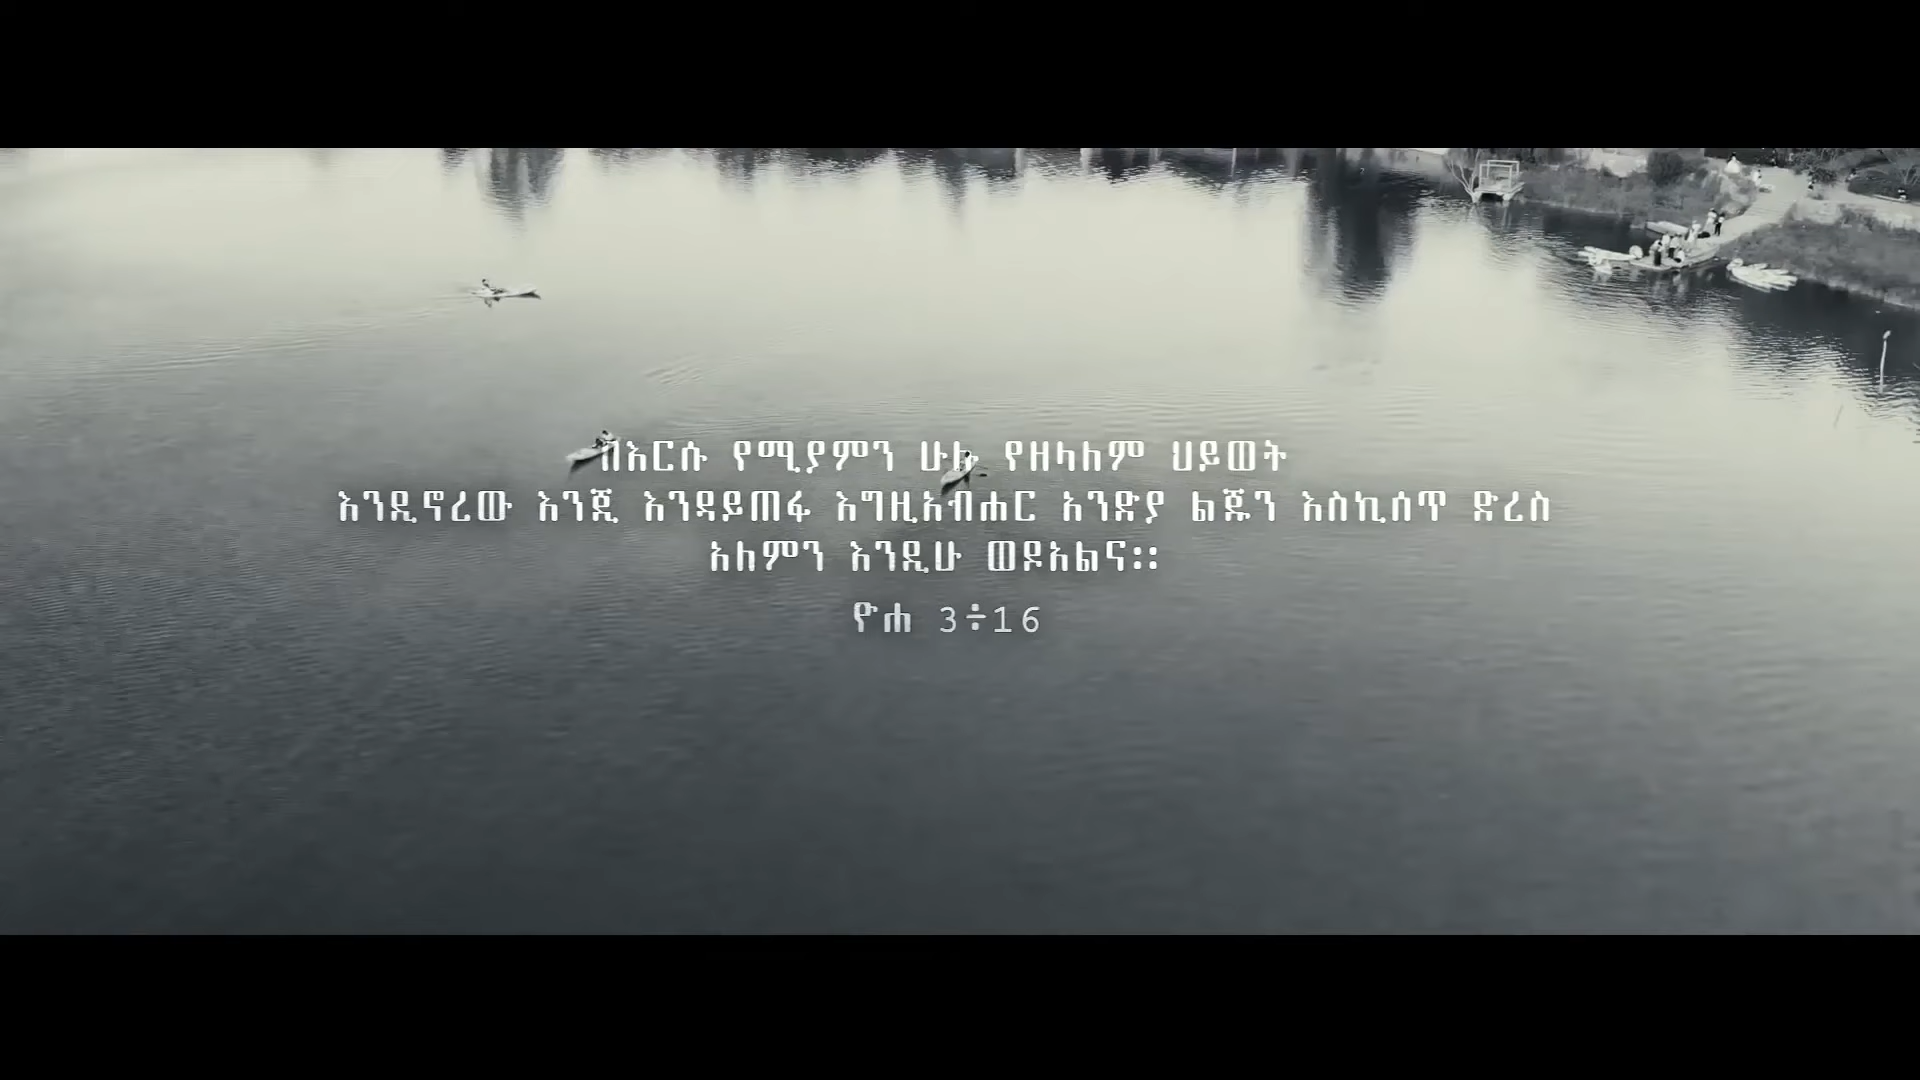 በእርሱ የሚያምን ሁሉ የዘላለም ህይወት
እንዲኖረው እንጂ እንዳይጠፋ እግዚአብሐር አንድያ ልጁን እስኪሰጥ ድረስ
አለምን እንዲሁ ወዶአልና፡፡
ዮሐ 3÷16